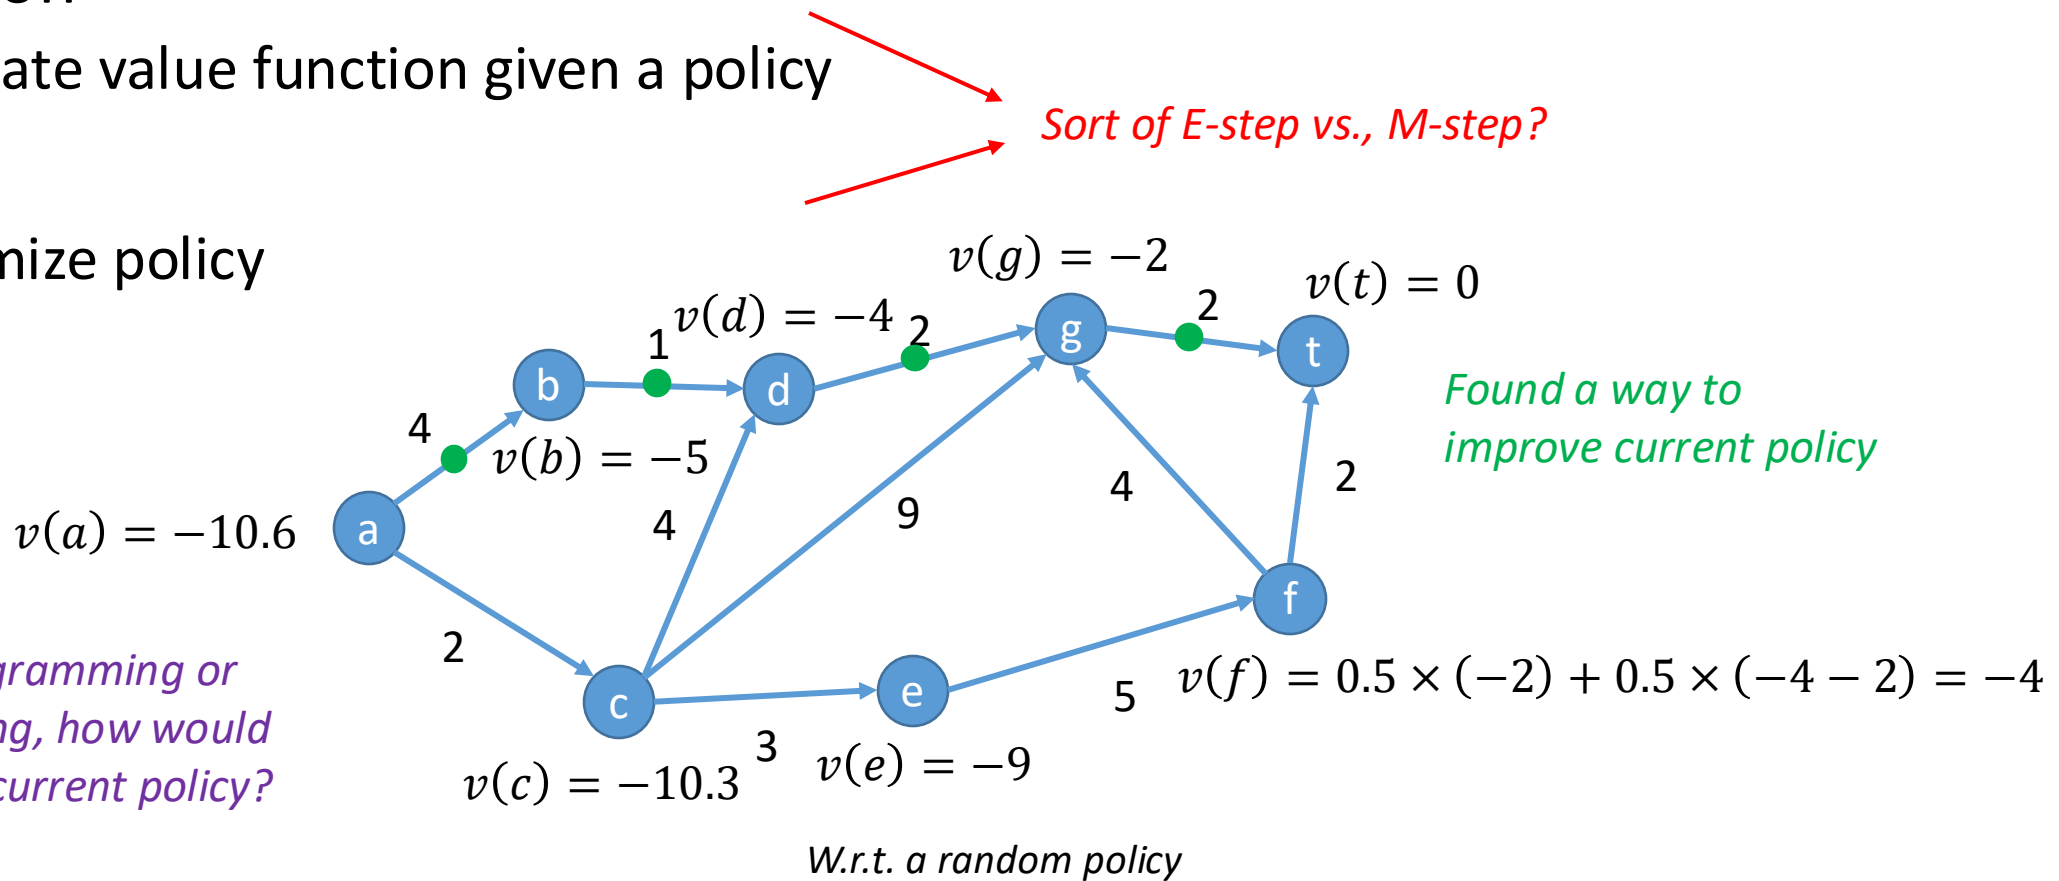 ate value function given a policy
Sort of E-step vs., M-step?
mize policy
v(g) = −2
v(t) = 0
v(d) = −4
2
2
1
g
t
b
d
Found a way to
improve current policy
4
v(b) = −5
4
9
4
2
v(a) = −10.6
a
f
2
gramming or
ng, how would
current policy?
c
e
5
v(f) = 0.5 × (−2) + 0.5 × (−4 − 2) = −4
v(c) = −10.3
3
v(e) = −9
W.r.t. a random policy